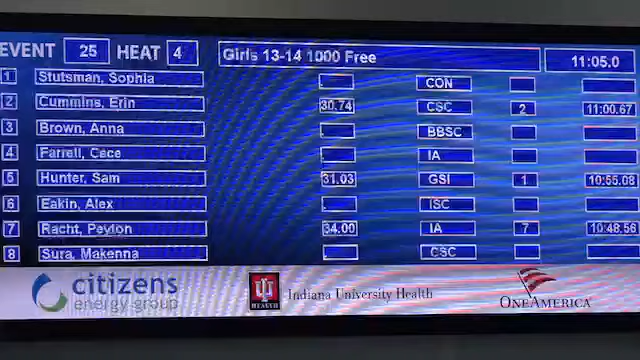 EVENT 25 HEAT 4 Girls 13-14 1000 Free 11:05.0
1 Stutsman, Sophia CON
2 Cummins, Erin 30.74 CSC 2 11:00.67
3 Brown, Anna BBSC
4 Farrell, Cece IA
5 Hunter, Sam 31.03 GSI 1 10:55.08
6 Eakin, Alex ISC
7 Racht, Peyton 34.00 IA 7 10:48.56
8 Sura, Makenna CSC
citizens energy group
HEALTH Indiana University Health
ONEAMERICA